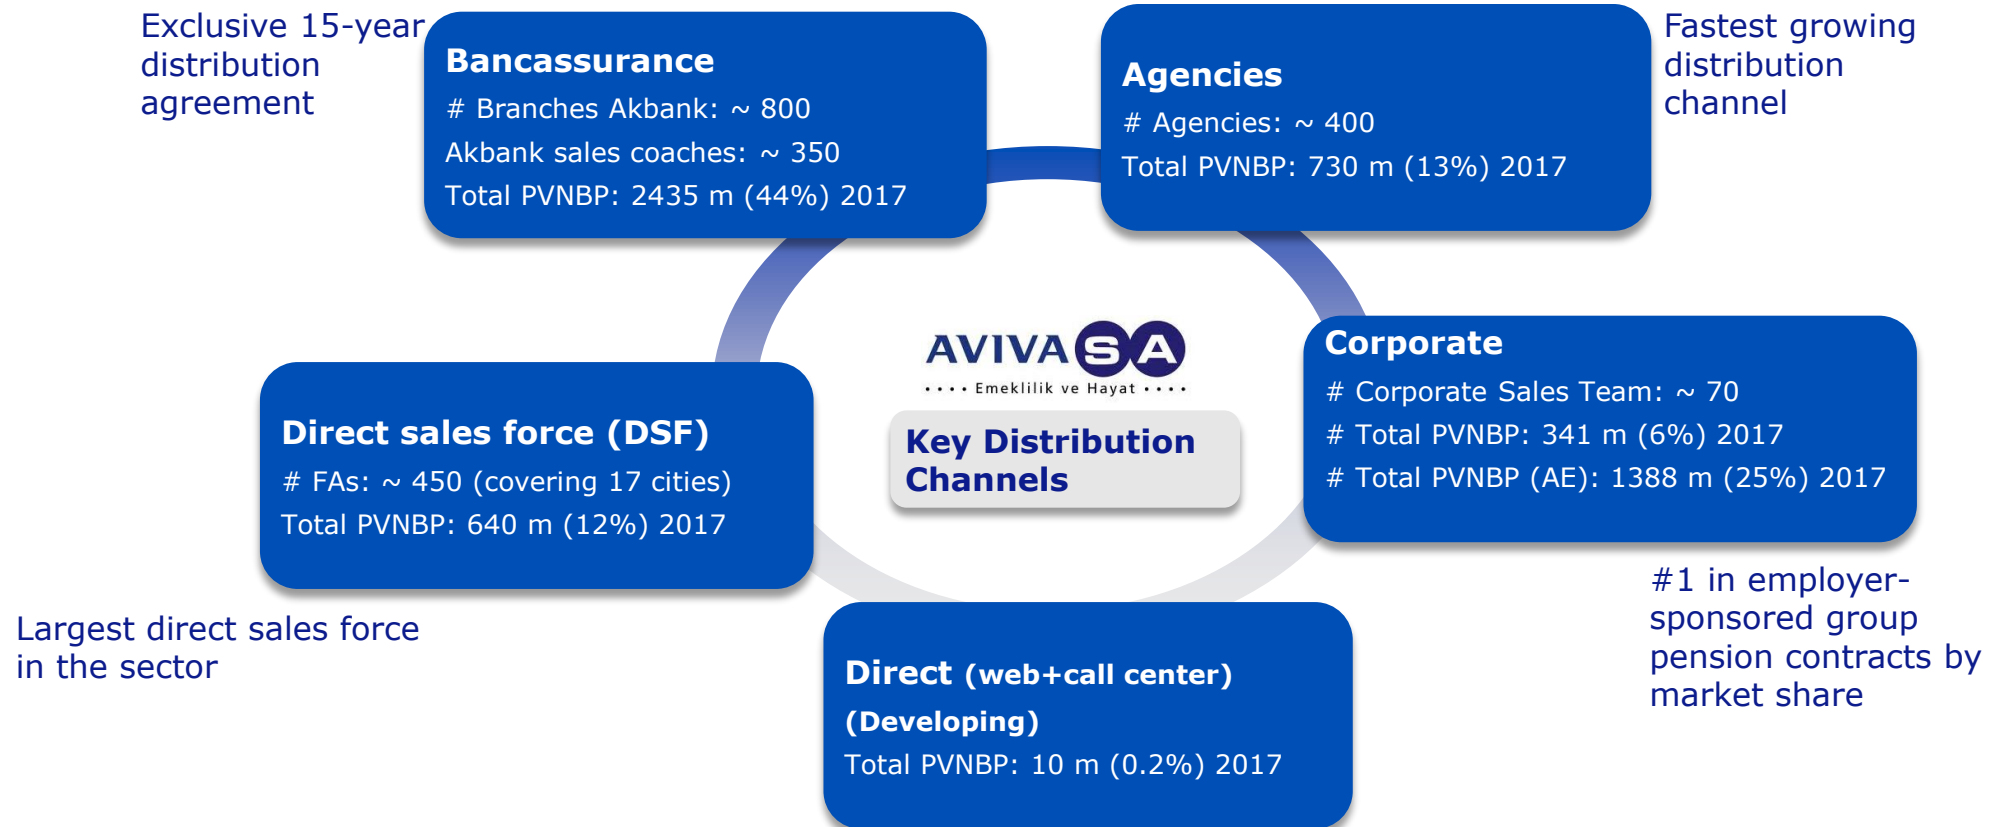 Exclusive 15-year
distribution
agreement
Bancassurance
# Branches Akbank: ~ 800
Akbank sales coaches: ~ 350
Total PVNBP: 2435 m (44%) 2017
Agencies
# Agencies: ~ 400
Total PVNBP: 730 m (13%) 2017
Fastest growing
distribution
channel
AVIVASA
•••• Emeklilik ve Hayat ••••
Key Distribution
Channels
Corporate
# Corporate Sales Team: ~ 70
# Total PVNBP: 341 m (6%) 2017
# Total PVNBP (AE): 1388 m (25%) 2017
#1 in employer-
sponsored group
pension contracts by
market share
Direct sales force (DSF)
# FAs: ~ 450 (covering 17 cities)
Total PVNBP: 640 m (12%) 2017
Largest direct sales force
in the sector
Direct (web+call center)
(Developing)
Total PVNBP: 10 m (0.2%) 2017